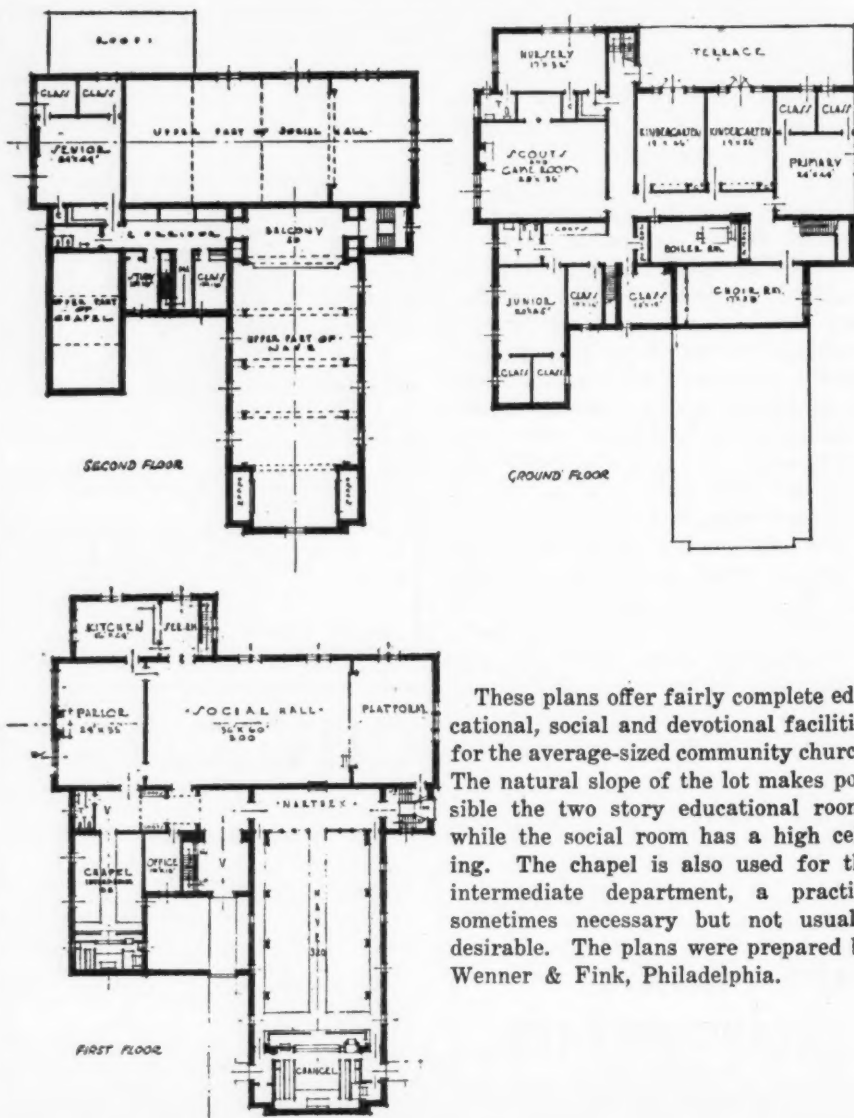 ROOF
CLASS CLASS
UPPER PART OF SOCIAL HALL
SENIOR
BALCONY
STUDY
CLASS
UPPER PART
OF
CHAPEL
UPPER PART OF
NAVE
SECOND FLOOR
NURSERY
TERRACE
CLASS CLASS
KINDERGARTEN KINDERGARTEN
SCOUTS
AND
GAME ROOM
PRIMARY
BOILER RM.
JUNIOR
CLASS
CLASS
CHOIR RM.
CLASS CLASS
GROUND FLOOR
KITCHEN
PARLOR
SOCIAL HALL
36' X 60'
300
PLATFORM
NARTHEX
V
V
CHAPEL
OFFICE
NAVE
CHANCEL
FIRST FLOOR
These plans offer fairly complete ed
cational, social and devotional faciliti
for the average-sized community churc
The natural slope of the lot makes po
sible the two story educational room
while the social room has a high cei
ing. The chapel is also used for th
intermediate department, a practi
sometimes necessary but not usual
desirable. The plans were prepared b
Wenner & Fink, Philadelphia.